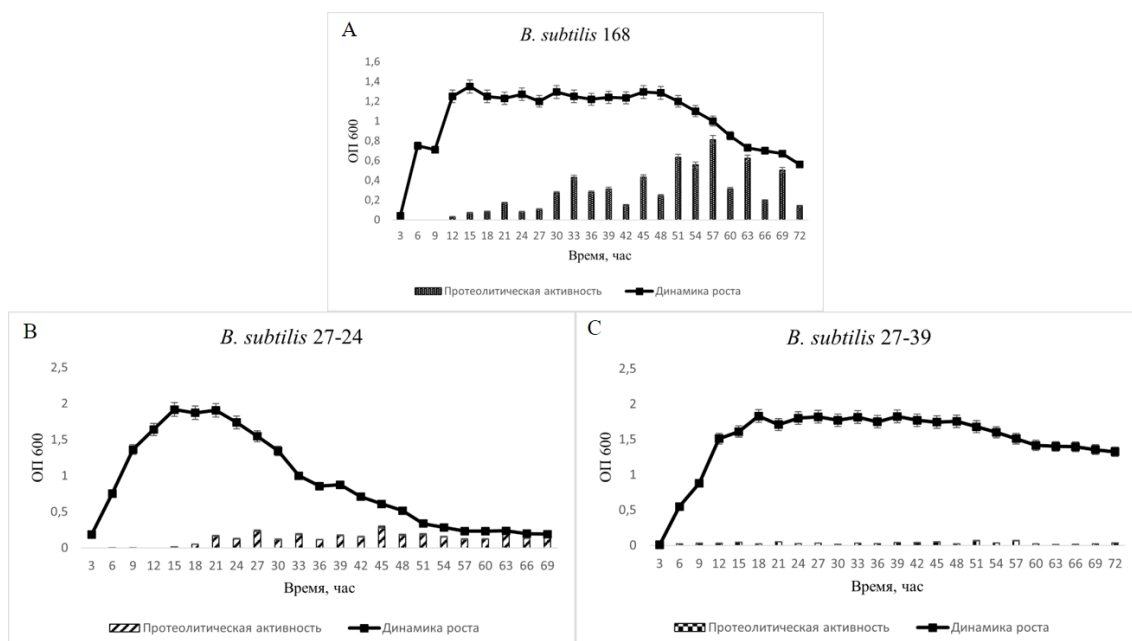 A
B. subtilis 168
1,6
1,4
1,2
1
0,8
0,6
0,4
0,2
0
ОП 600
3 6 9 12 15 18 21 24 27 30 33 36 39 42 45 48 51 54 57 60 63 66 69 72
Время, час
Протеолитическая активность Динамика роста
B
B. subtilis 27-24
2,5
2
1,5
1
0,5
0
ОП 600
3 6 9 12 15 18 21 24 27 30 33 36 39 42 45 48 51 54 57 60 63 66 69
Время, час
Протеолитическая активность Динамика роста
C
B. subtilis 27-39
2,5
2
1,5
1
0,5
0
ОП 600
3 6 9 12 15 18 21 24 27 30 33 36 39 42 45 48 51 54 57 60 63 66 69 72
Время, час
Протеолитическая активность Динамика роста